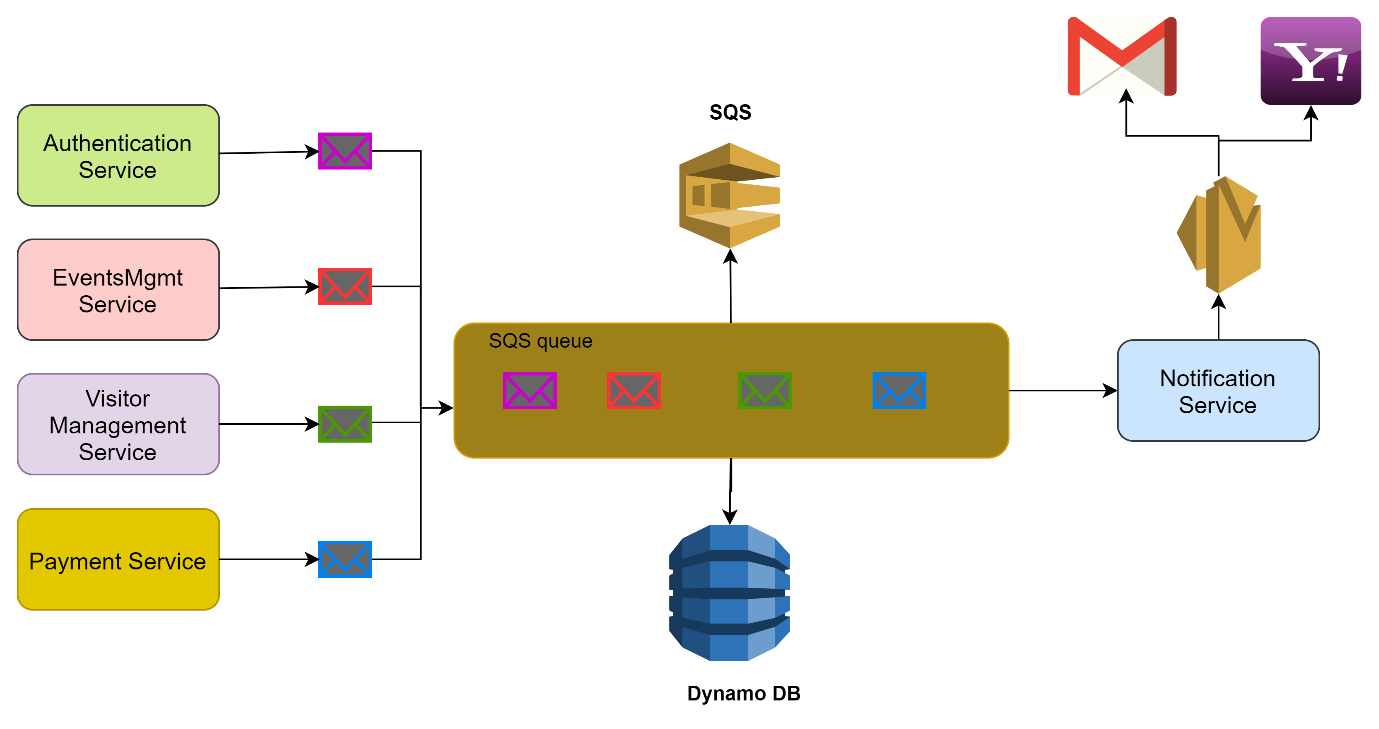 Authentication
Service
EventsMgmt
Service
Visitor
Management
Service
Payment Service
SQS
SQS queue
Dynamo DB
Notification
Service
Y!